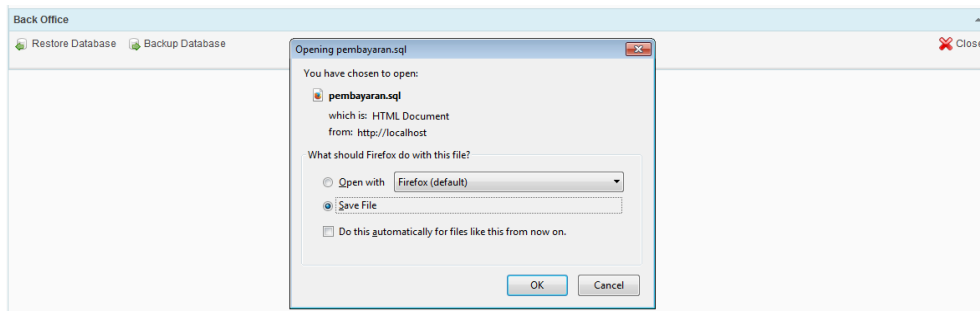 Back Office
Restore Database Backup Database Close
Opening pembayaran.sql
You have chosen to open:
pembayaran.sql
which is: HTML Document
from: http://localhost
What should Firefox do with this file?
Open with Firefox (default)
Save File
Do this automatically for files like this from now on.
OK Cancel